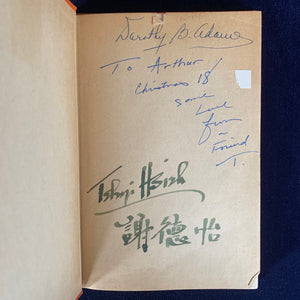 Dorothy B. Adams
To Arthur
Christmas 18
some
Love
from
a
Friend
T.
Tehyi Hsieh
謝德怡